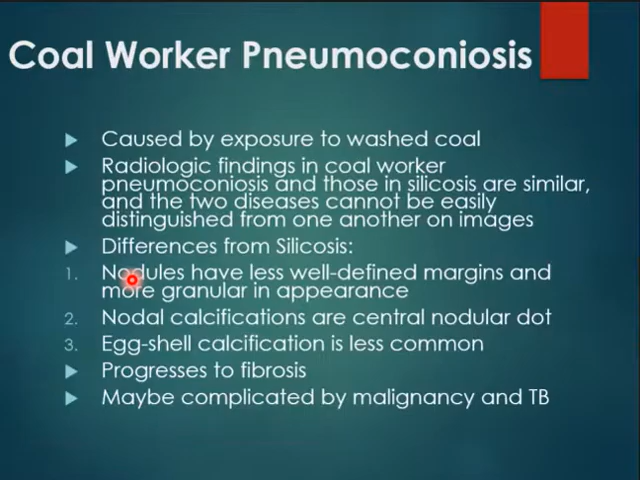 Coal Worker Pneumoconiosis
Caused by exposure to washed coal
Radiologic findings in coal worker
pneumoconiosis and those in silicosis are similar,
and the two diseases cannot be easily
distinguished from one another on images
Differences from Silicosis:
1. Nodules have less well-defined margins and
more granular in appearance
2. Nodal calcifications are central nodular dot
3. Egg-shell calcification is less common
Progresses to fibrosis
Maybe complicated by malignancy and TB